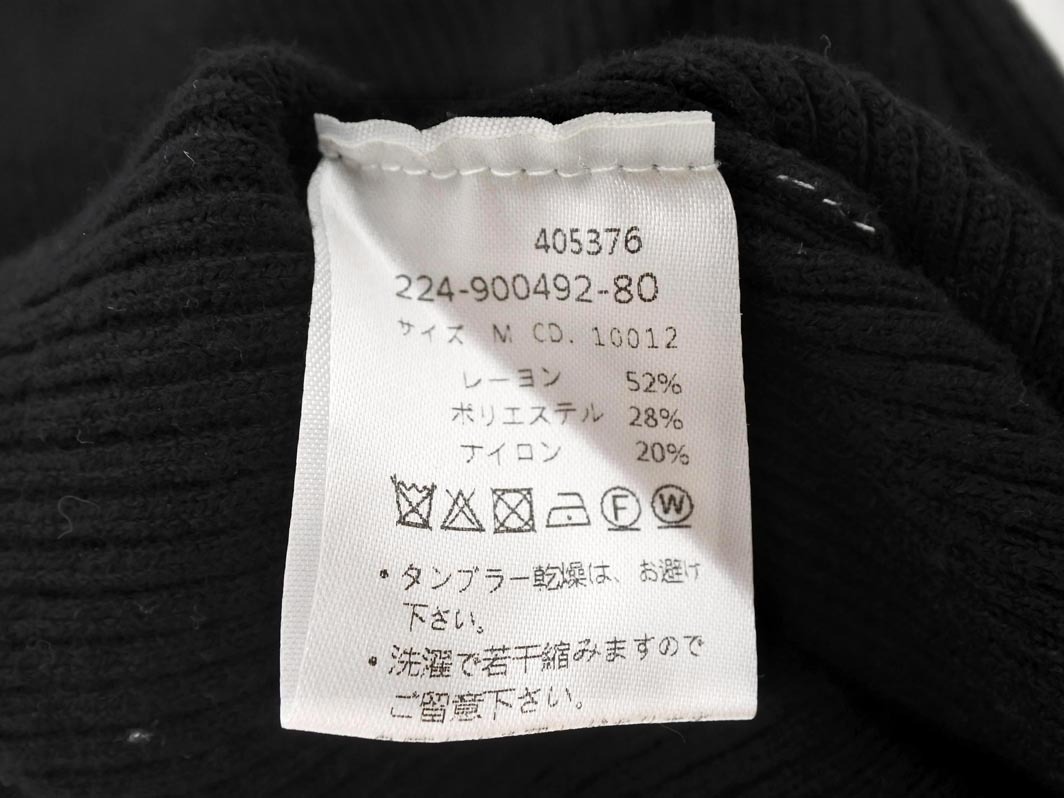 405376
224-900492-80
サイズ M CD. 10012
レーヨン 52%
ポリエステル 28%
ナイロン 20%
F W
・タンブラー乾燥は、お避け
下さい。
・洗濯で若干縮みますので
ご留意下さい。